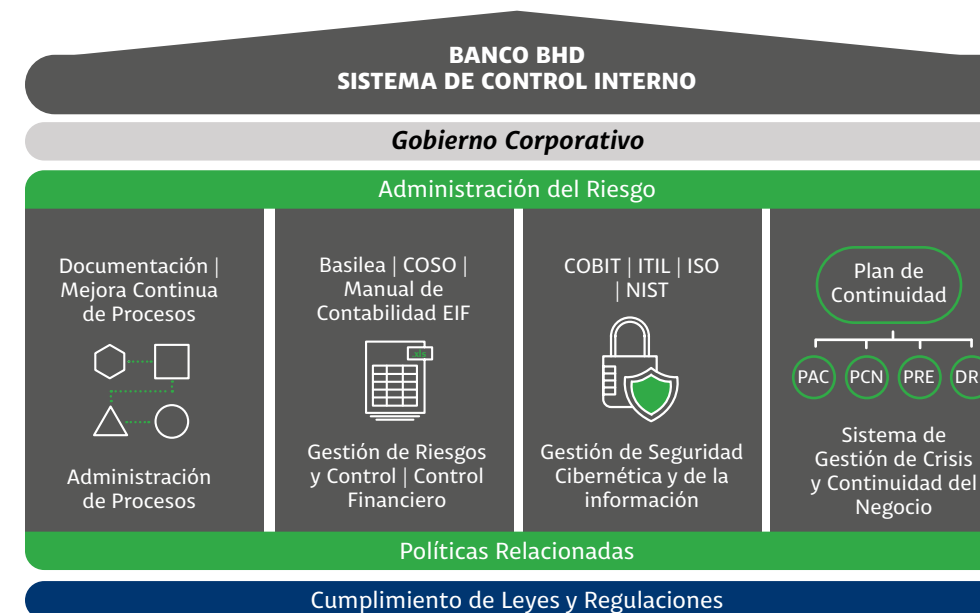 BANCO BHD
SISTEMA DE CONTROL INTERNO
Gobierno Corporativo
Administración del Riesgo
Documentación |
Mejora Continua
de Procesos
Administración
de Procesos
Basilea | COSO |
Manual de
Contabilidad EIF
xls
Gestión de Riesgos
y Control | Control
Financiero
COBIT | ITIL | ISO
| NIST
Gestión de Seguridad
Cibernética y de la
información
Plan de
Continuidad
PAC PCN PRE
Sistema de
Gestión de Crisis
y Continuidad del
Negocio
Políticas Relacionadas
Cumplimiento de Leyes y Regulaciones